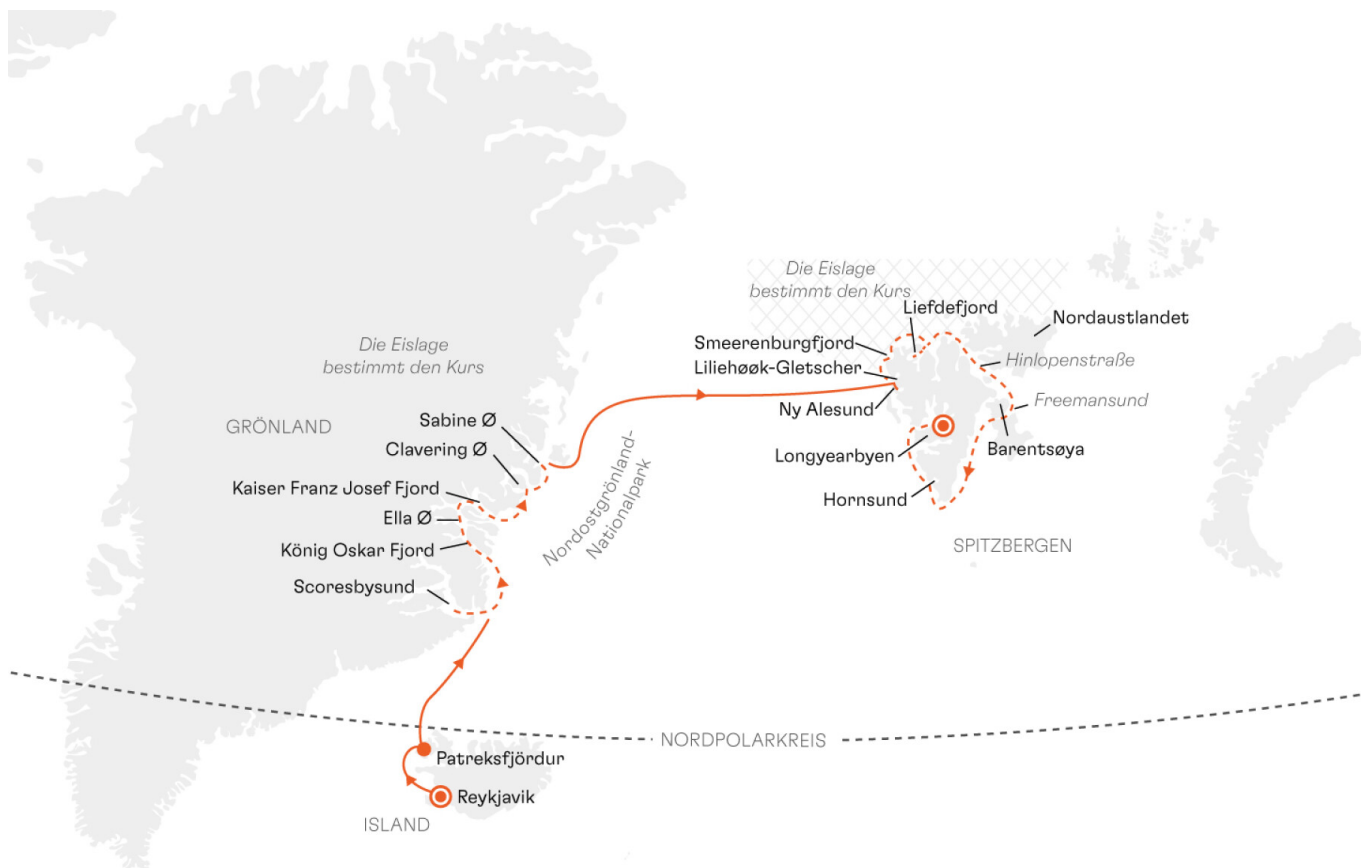 Die Eislage
bestimmt den Kurs
Liefdefjord
Nordaustlandet
Smeerenburgfjord
Hinlopenstraße
Liliehøøk-Gletscher
Die Eislage
bestimmt den Kurs
Ny Alesund
Freemansund
Sabine Ø
GRÖNLAND
Clavering Ø
Barentsøya
Longyearbyen
Kaiser Franz Josef Fjord
Hornsund
Ella Ø
Nordostgrönland-
Nationalpark
König Oskar Fjord
SPITZBERGEN
Scoresbysund
NORDPOLARKREIS
Patreksfjördur
Reykjavik
ISLAND